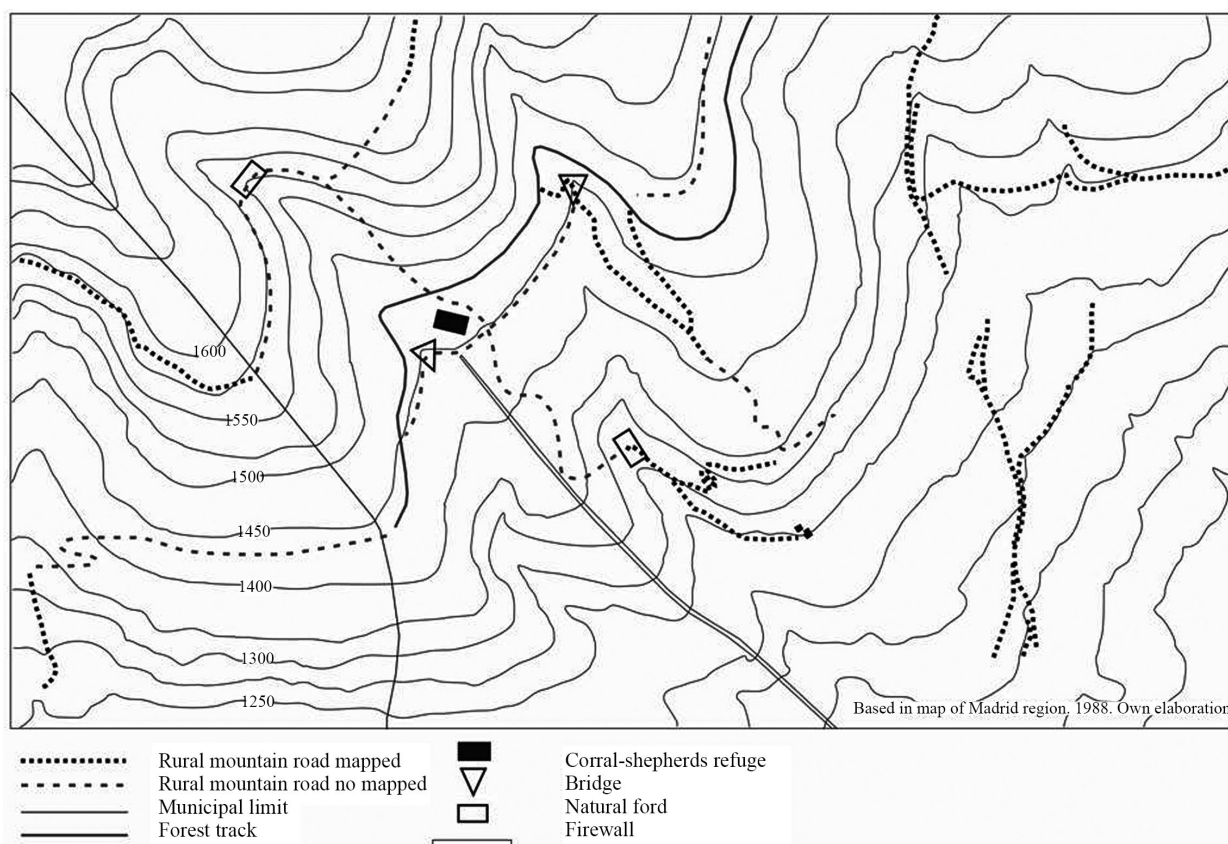 1600
1550
1500
1450
1400
1300
1250
Based in map of Madrid region. 1988. Own elaboration
Rural mountain road mapped
Rural mountain road no mapped
Municipal limit
Forest track
Corral-shepherds refuge
Bridge
Natural ford
Firewall